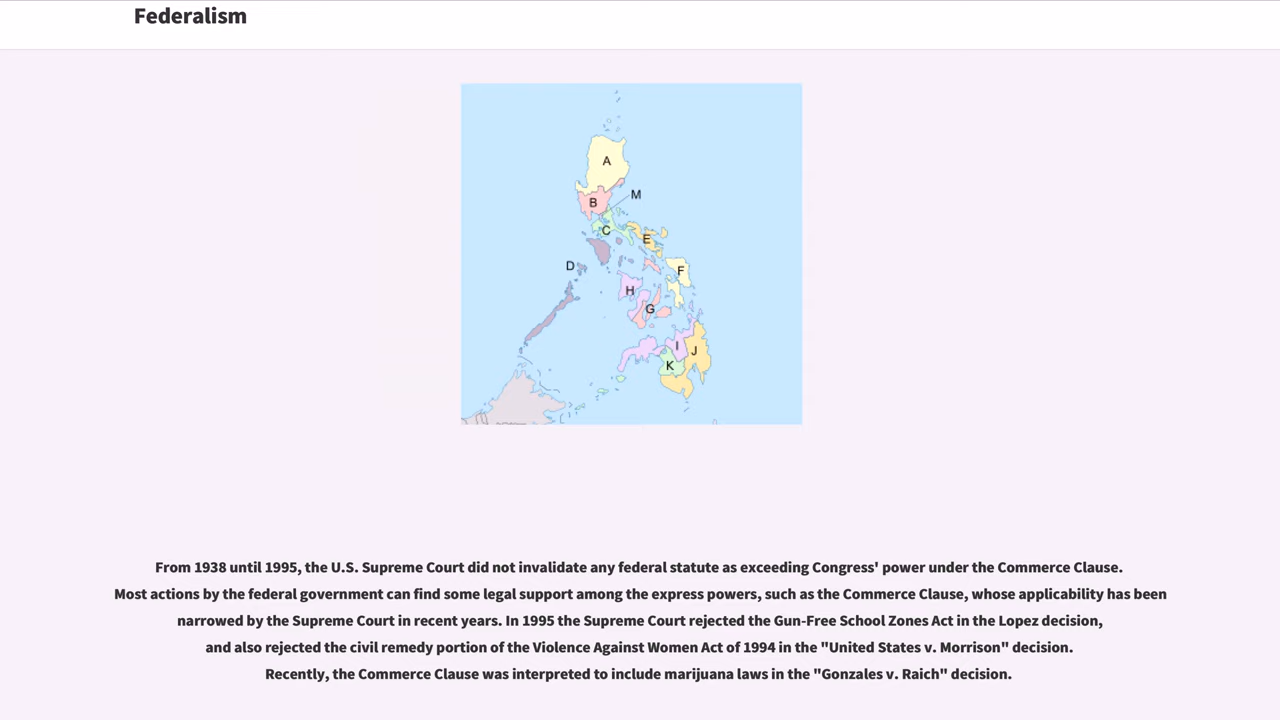 Federalism
A
M
B
C
E
D
F
H
G
I
J
K
From 1938 until 1995, the U.S. Supreme Court did not invalidate any federal statute as exceeding Congress' power under the Commerce Clause.
Most actions by the federal government can find some legal support among the express powers, such as the Commerce Clause, whose applicability has been
narrowed by the Supreme Court in recent years. In 1995 the Supreme Court rejected the Gun-Free School Zones Act in the Lopez decision,
and also rejected the civil remedy portion of the Violence Against Women Act of 1994 in the "United States v. Morrison" decision.
Recently, the Commerce Clause was interpreted to include marijuana laws in the "Gonzales v. Raich" decision.